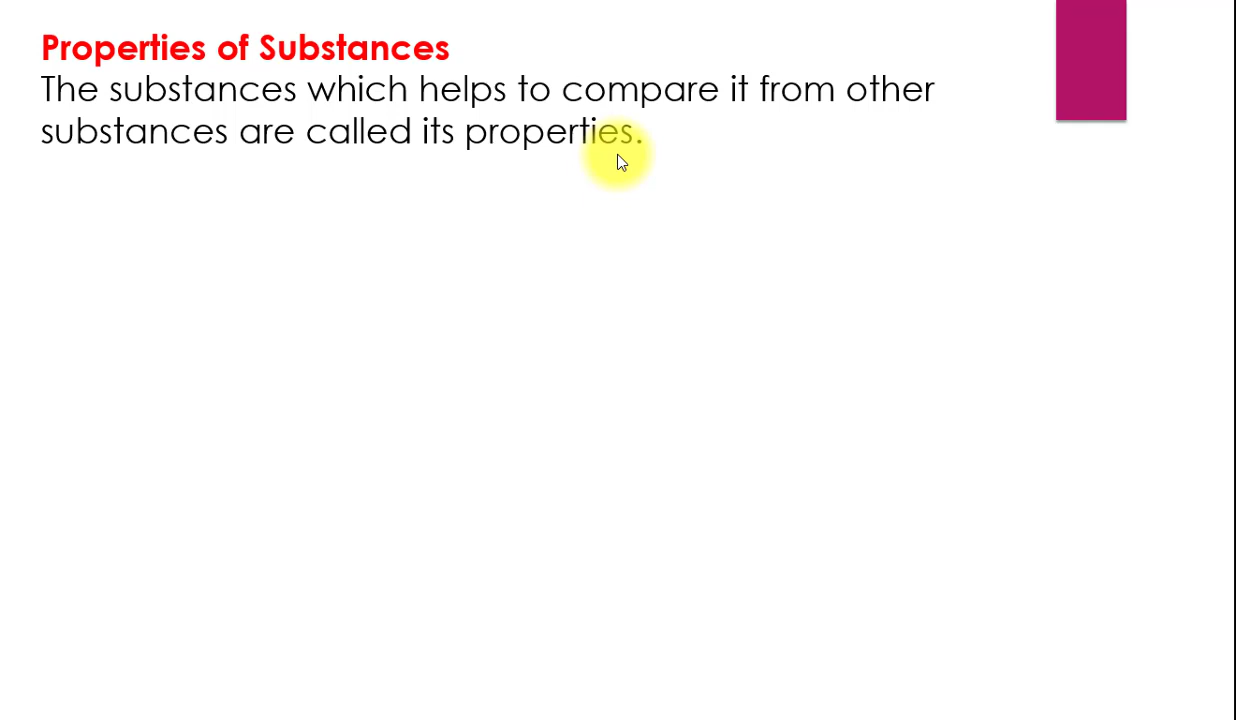 Properties of Substances
The substances which helps to compare it from other
substances are called its properties.